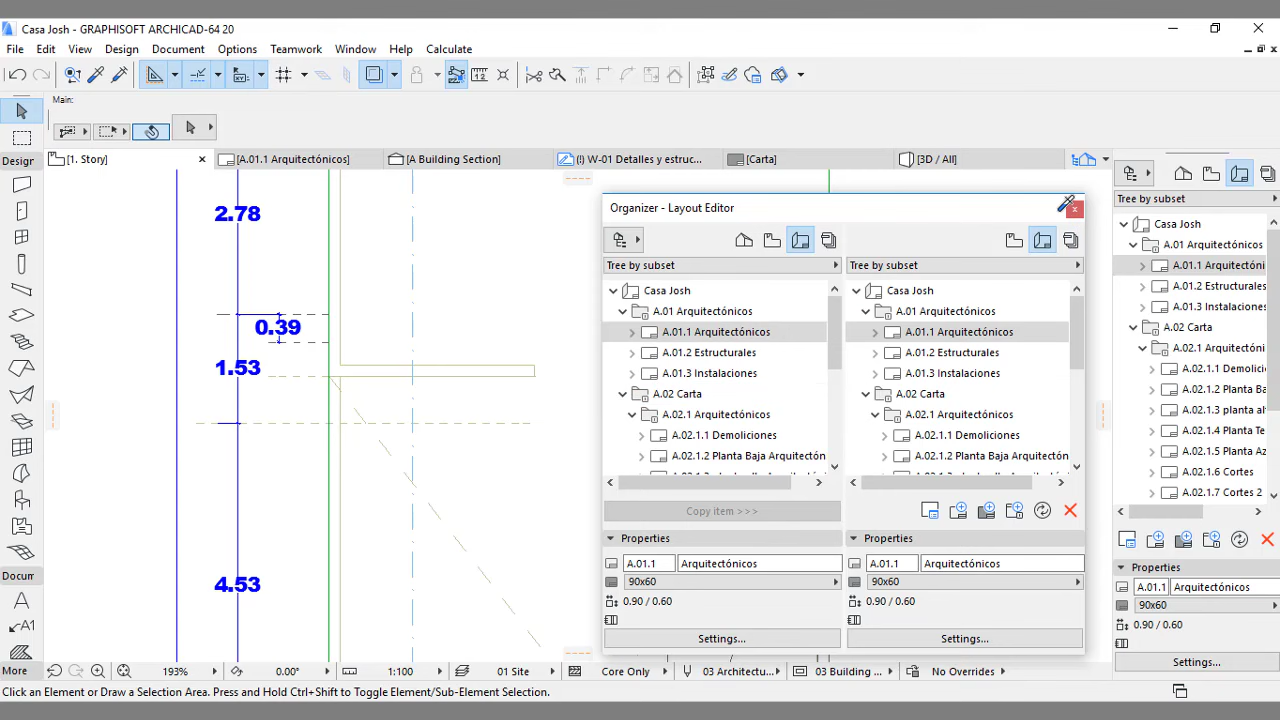 Casa Josh - GRAPHISOFT ARCHICAD-64 20
File Edit View Design Document Options Teamwork Window Help Calculate
Main:
[1. Story]
[A.01.1 Arquitectónicos]
[A Building Section]
(!) W-01 Detalles y estruc...
[Carta]
[3D / All]
Design
2.78
0.39
1.53
4.53
Docum
A1
More
Organizer - Layout Editor
Tree by subset
Casa Josh
A.01 Arquitectónicos
A.01.1 Arquitectónicos
A.01.2 Estructurales
A.01.3 Instalaciones
A.02 Carta
A.02.1 Arquitectónicos
A.02.1.1 Demoliciones
A.02.1.2 Planta Baja Arquitectón
Copy item >>>
Properties
A.01.1 Arquitectónicos
90x60
0.90 / 0.60
Settings...
Tree by subset
Casa Josh
A.01 Arquitectónicos
A.01.1 Arquitectónicos
A.01.2 Estructurales
A.01.3 Instalaciones
A.02 Carta
A.02.1 Arquitectónicos
A.02.1.1 Demoliciones
A.02.1.2 Planta Baja Arquitectón
Properties
A.01.1 Arquitectónicos
90x60
0.90 / 0.60
Settings...
Tree by subset
Casa Josh
A.01 Arquitectónicos
A.01.1 Arquitectóni
A.01.2 Estructurales
A.01.3 Instalaciones
A.02 Carta
A.02.1 Arquitectóni
A.02.1.1 Demolic
A.02.1.2 Planta B
A.02.1.3 planta al
A.02.1.4 Planta Te
A.02.1.5 Planta Az
A.02.1.6 Cortes
A.02.1.7 Cortes 2
Properties
A.01.1 Arquitectónicos
90x60
0.90 / 0.60
Settings...
193% 0.00° 1:100 01 Site Core Only 03 Architectu... 03 Building ... No Overrides
Click an Element or Draw a Selection Area. Press and Hold Ctrl+Shift to Toggle Element/Sub-Element Selection.